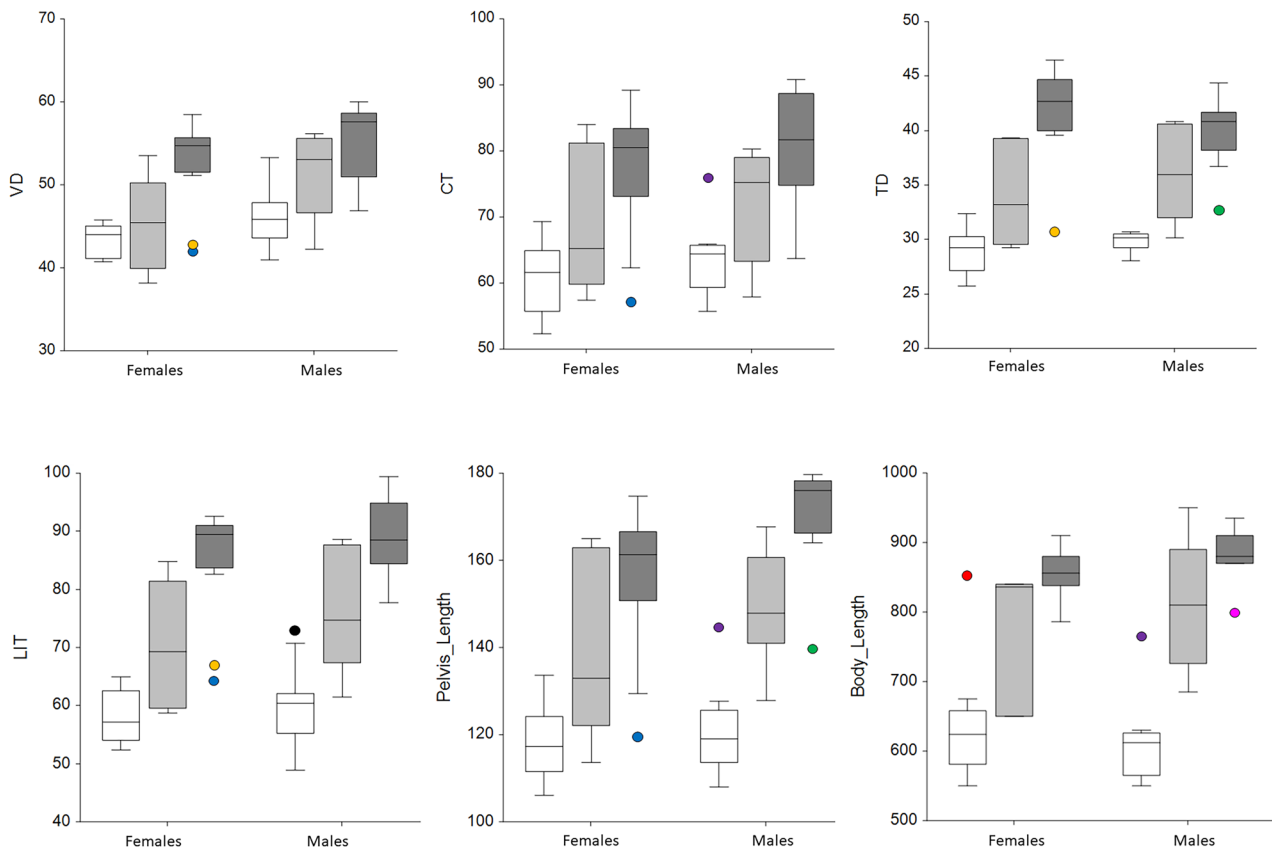 70
60
50
40
30
VD
Females
Males
100
90
80
70
60
50
CT
Females
Males
50
45
40
35
30
25
20
TD
Females
Males
100
90
80
70
60
50
40
LIT
Females
Males
180
160
140
120
100
Pelvis_Length
Females
Males
1000
900
800
700
600
500
Body_Length
Females
Males